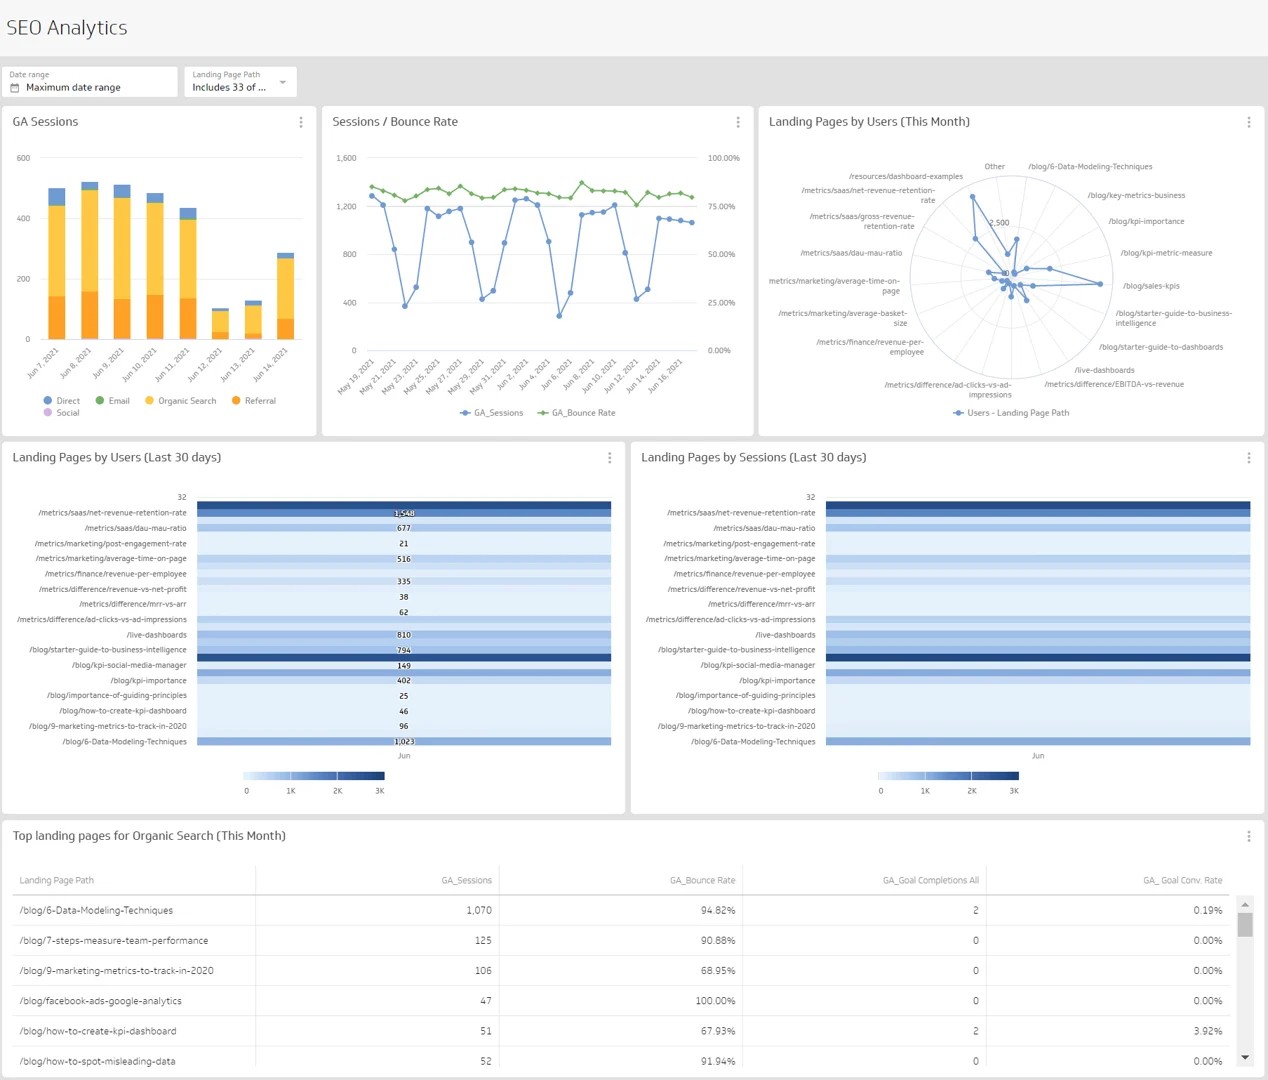 SEO Analytics
Date range
Maximum date range
Landing Page Path
Includes 33 of ...
GA Sessions
600
400
200
0
Jun 7, 2021
Jun 8, 2021
Jun 9, 2021
Jun 10, 2021
Jun 11, 2021
Jun 12, 2021
Jun 13, 2021
Jun 14, 2021
Direct
Email
Organic Search
Referral
Social
Sessions / Bounce Rate
1,600
1,200
800
400
0
100.00%
75.00%
50.00%
25.00%
0.00%
May 19, 2021
May 21, 2021
May 23, 2021
May 25, 2021
May 27, 2021
May 29, 2021
May 31, 2021
Jun 2, 2021
Jun 4, 2021
Jun 6, 2021
Jun 8, 2021
Jun 10, 2021
Jun 12, 2021
Jun 14, 2021
Jun 16, 2021
GA_Sessions
GA_Bounce Rate
Landing Pages by Users (This Month)
Other
/blog/6-Data-Modeling-Techniques
/blog/key-metrics-business
/blog/kpi-importance
/blog/kpi-metric-measure
/blog/sales-kpis
/blog/starter-guide-to-business-
intelligence
/blog/starter-guide-to-dashboards
/live-dashboards
/metrics/difference/EBITDA-vs-revenue
/metrics/difference/ad-clicks-vs-ad-
impressions
/metrics/finance/revenue-per-
employee
/metrics/marketing/average-basket-
size
metrics/marketing/average-time-on-
page
/metrics/saas/dau-mau-ratio
/metrics/saas/gross-revenue-
retention-rate
/metrics/saas/net-revenue-retention-
rate
/resources/dashboard-examples
2,500
0
Users - Landing Page Path
Landing Pages by Users (Last 30 days)
32
/metrics/saas/net-revenue-retention-rate
1,548
/metrics/saas/dau-mau-ratio
677
/metrics/marketing/post-engagement-rate
21
/metrics/marketing/average-time-on-page
516
/metrics/finance/revenue-per-employee
335
/metrics/difference/revenue-vs-net-profit
38
/metrics/difference/mrr-vs-arr
62
/metrics/difference/ad-clicks-vs-ad-impressions
/live-dashboards
810
/blog/starter-guide-to-business-intelligence
794
/blog/kpi-social-media-manager
149
/blog/kpi-importance
402
/blog/importance-of-guiding-principles
25
/blog/how-to-create-kpi-dashboard
46
/blog/9-marketing-metrics-to-track-in-2020
96
/blog/6-Data-Modeling-Techniques
1,023
Jun
0 1K 2K 3K
Landing Pages by Sessions (Last 30 days)
32
/metrics/saas/net-revenue-retention-rate
/metrics/saas/dau-mau-ratio
/metrics/marketing/post-engagement-rate
/metrics/marketing/average-time-on-page
/metrics/finance/revenue-per-employee
/metrics/difference/revenue-vs-net-profit
/metrics/difference/mrr-vs-arr
/metrics/difference/ad-clicks-vs-ad-impressions
/live-dashboards
/blog/starter-guide-to-business-intelligence
/blog/kpi-social-media-manager
/blog/kpi-importance
/blog/importance-of-guiding-principles
/blog/how-to-create-kpi-dashboard
/blog/9-marketing-metrics-to-track-in-2020
/blog/6-Data-Modeling-Techniques
Jun
0 1K 2K 3K
Top landing pages for Organic Search (This Month)
Landing Page Path GA_Sessions GA_Bounce Rate GA_Goal Completions All GA_ Goal Conv. Rate
/blog/6-Data-Modeling-Techniques 1,070 94.82% 2 0.19%
/blog/7-steps-measure-team-performance 125 90.88% 0 0.00%
/blog/9-marketing-metrics-to-track-in-2020 106 68.95% 0 0.00%
/blog/facebook-ads-google-analytics 47 100.00% 0 0.00%
/blog/how-to-create-kpi-dashboard 51 67.93% 2 3.92%
/blog/how-to-spot-misleading-data 52 91.94% 0 0.00%